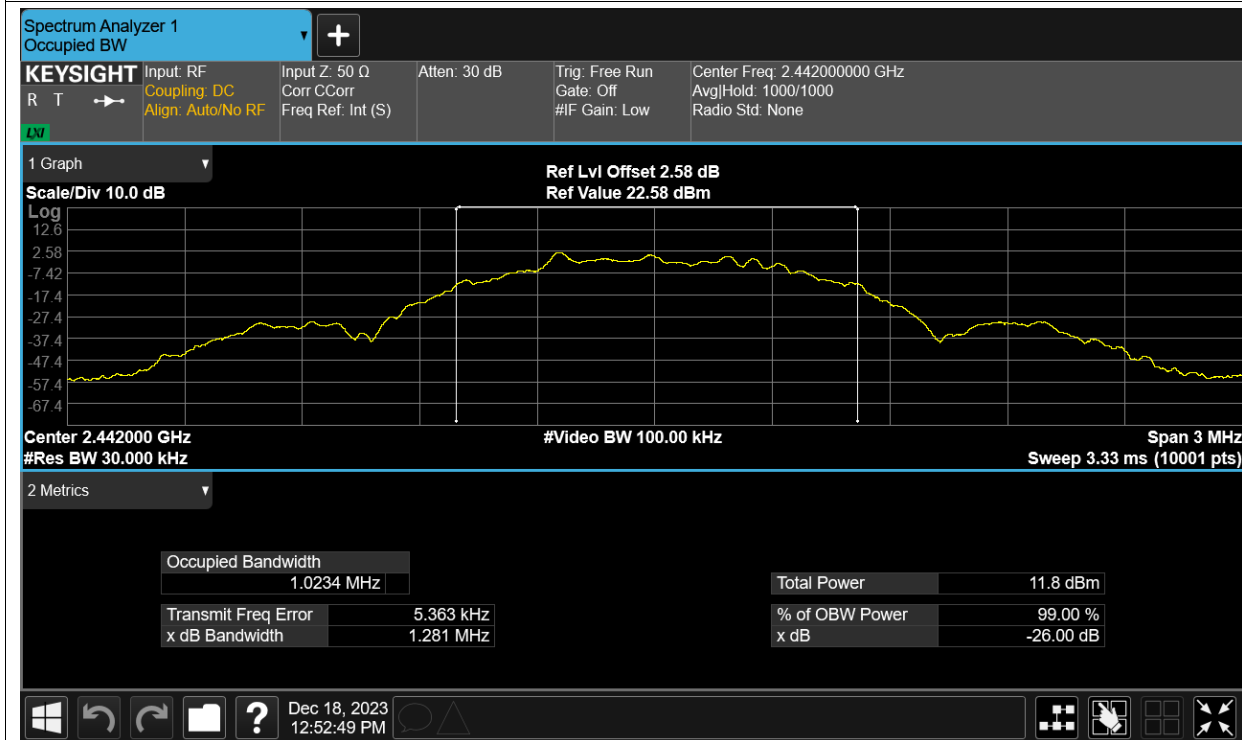 Spectrum Analyzer 1
Occupied BW
+
KEYSIGHT
R T
LXI
Input: RF
Coupling: DC
Align: Auto/No RF
Input Z: 50 Ω
Corr CCorr
Freq Ref: Int (S)
Atten: 30 dB
Trig: Free Run
Gate: Off
#IF Gain: Low
Center Freq: 2.442000000 GHz
Avg|Hold: 1000/1000
Radio Std: None
1 Graph
Scale/Div 10.0 dB
Ref Lvl Offset 2.58 dB
Ref Value 22.58 dBm
Log
12.6
2.58
-7.42
-17.4
-27.4
-37.4
-47.4
-57.4
-67.4
Center 2.442000 GHz
#Video BW 100.00 kHz
Span 3 MHz
#Res BW 30.000 kHz
Sweep 3.33 ms (10001 pts)
2 Metrics
Occupied Bandwidth
1.0234 MHz
Total Power 11.8 dBm
Transmit Freq Error 5.363 kHz
% of OBW Power 99.00 %
x dB Bandwidth 1.281 MHz
x dB -26.00 dB
?
Dec 18, 2023
12:52:49 PM